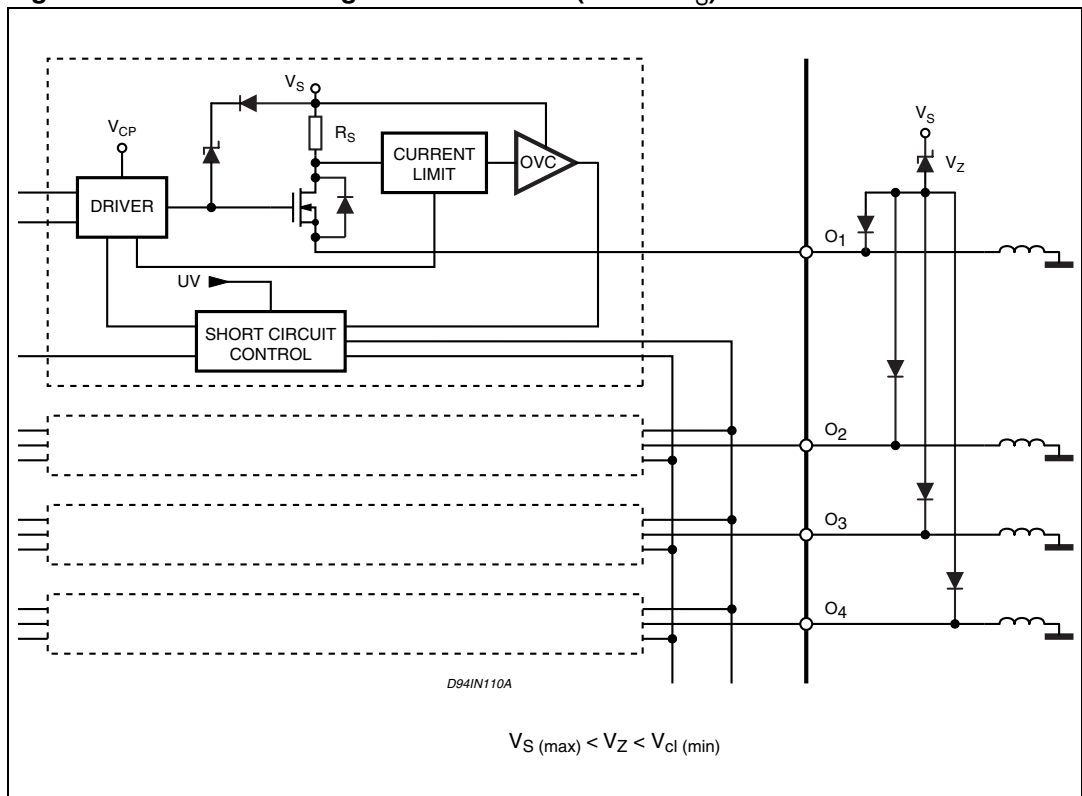 V_S
V_CP
R_S
CURRENT
LIMIT
OVC
DRIVER
V_S
V_Z
O_1
UV
SHORT CIRCUIT
CONTROL
O_2
O_3
O_4
D94IN110A
V_S (max) < V_Z < V_cl (min)